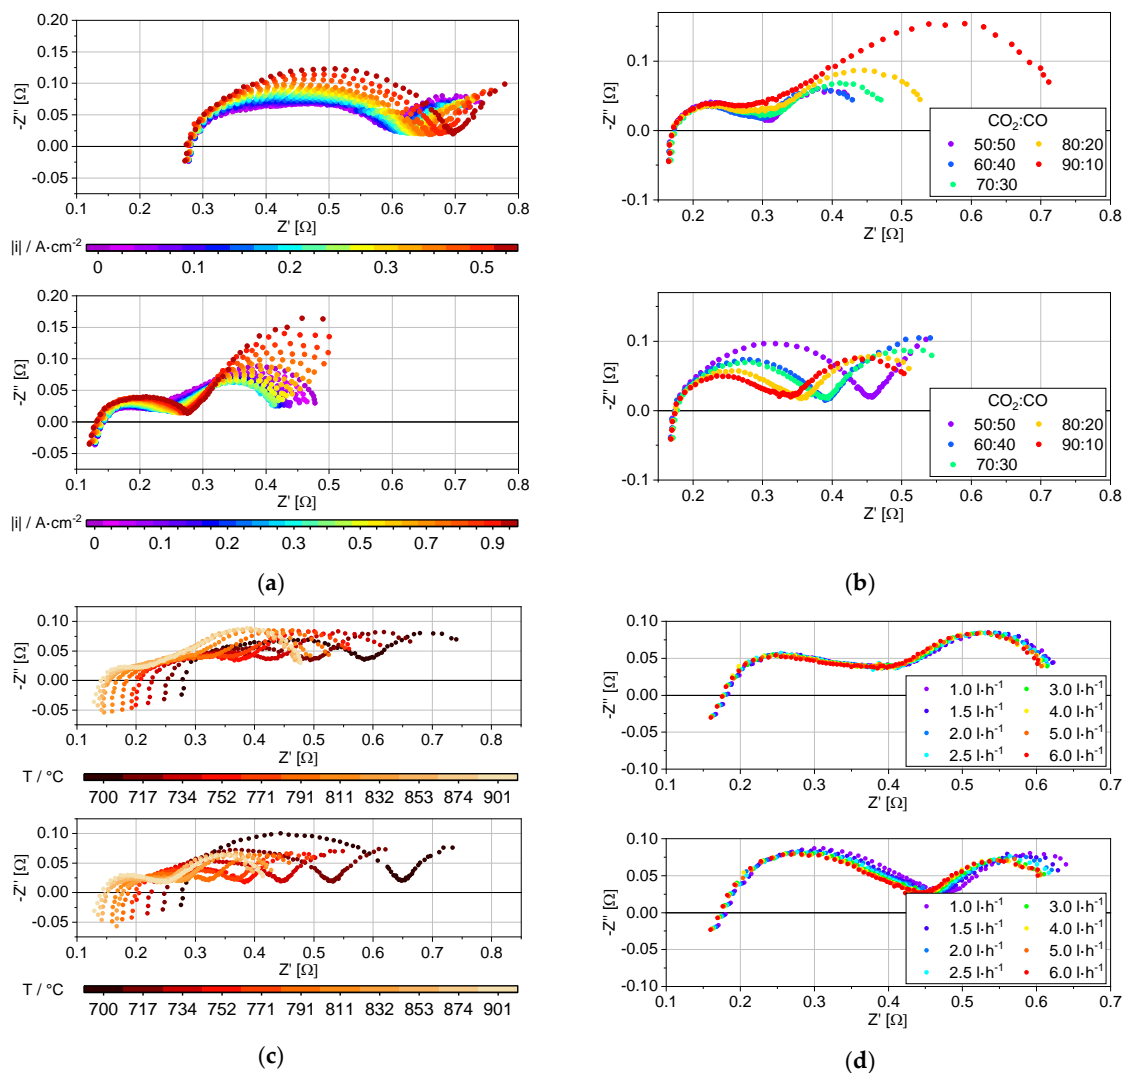 0.20
0.15
0.10
0.05
0.00
-0.05
-Z'' [Ω]
0.1 0.2 0.3 0.4 0.5 0.6 0.7 0.8
Z' [Ω]
|i| / A·cm-2
0 0.1 0.2 0.3 0.5
0.20
0.15
0.10
0.05
0.00
-0.05
-Z'' [Ω]
0.1 0.2 0.3 0.4 0.5 0.6 0.7 0.8
Z' [Ω]
|i| / A·cm-2
0 0.1 0.2 0.3 0.5 0.6 0.7 0.9
(a)
0.1
0.0
-0.1
-Z'' [Ω]
CO2:CO
50:50 80:20
60:40 90:10
70:30
0.2 0.3 0.4 0.5 0.6 0.7 0.8
Z' [Ω]
0.1
0.0
-0.1
-Z'' [Ω]
CO2:CO
50:50 80:20
60:40 90:10
70:30
0.2 0.3 0.4 0.5 0.6 0.7 0.8
Z' [Ω]
(b)
0.10
0.05
0.00
-0.05
-Z'' [Ω]
0.1 0.2 0.3 0.4 0.5 0.6 0.7 0.8
Z' [Ω]
T / °C
700 717 734 752 771 791 811 832 853 874 901
0.10
0.05
0.00
-0.05
-Z'' [Ω]
0.1 0.2 0.3 0.4 0.5 0.6 0.7 0.8
Z' [Ω]
T / °C
700 717 734 752 771 791 811 832 853 874 901
(c)
0.10
0.05
0.00
-0.05
-0.10
-Z'' [Ω]
1.0 l·h-1 3.0 l·h-1
1.5 l·h-1 4.0 l·h-1
2.0 l·h-1 5.0 l·h-1
2.5 l·h-1 6.0 l·h-1
0.1 0.2 0.3 0.4 0.5 0.6 0.7
Z' [Ω]
0.10
0.05
0.00
-0.05
-0.10
-Z'' [Ω]
1.0 l·h-1 3.0 l·h-1
1.5 l·h-1 4.0 l·h-1
2.0 l·h-1 5.0 l·h-1
2.5 l·h-1 6.0 l·h-1
0.1 0.2 0.3 0.4 0.5 0.6 0.7
Z' [Ω]
(d)